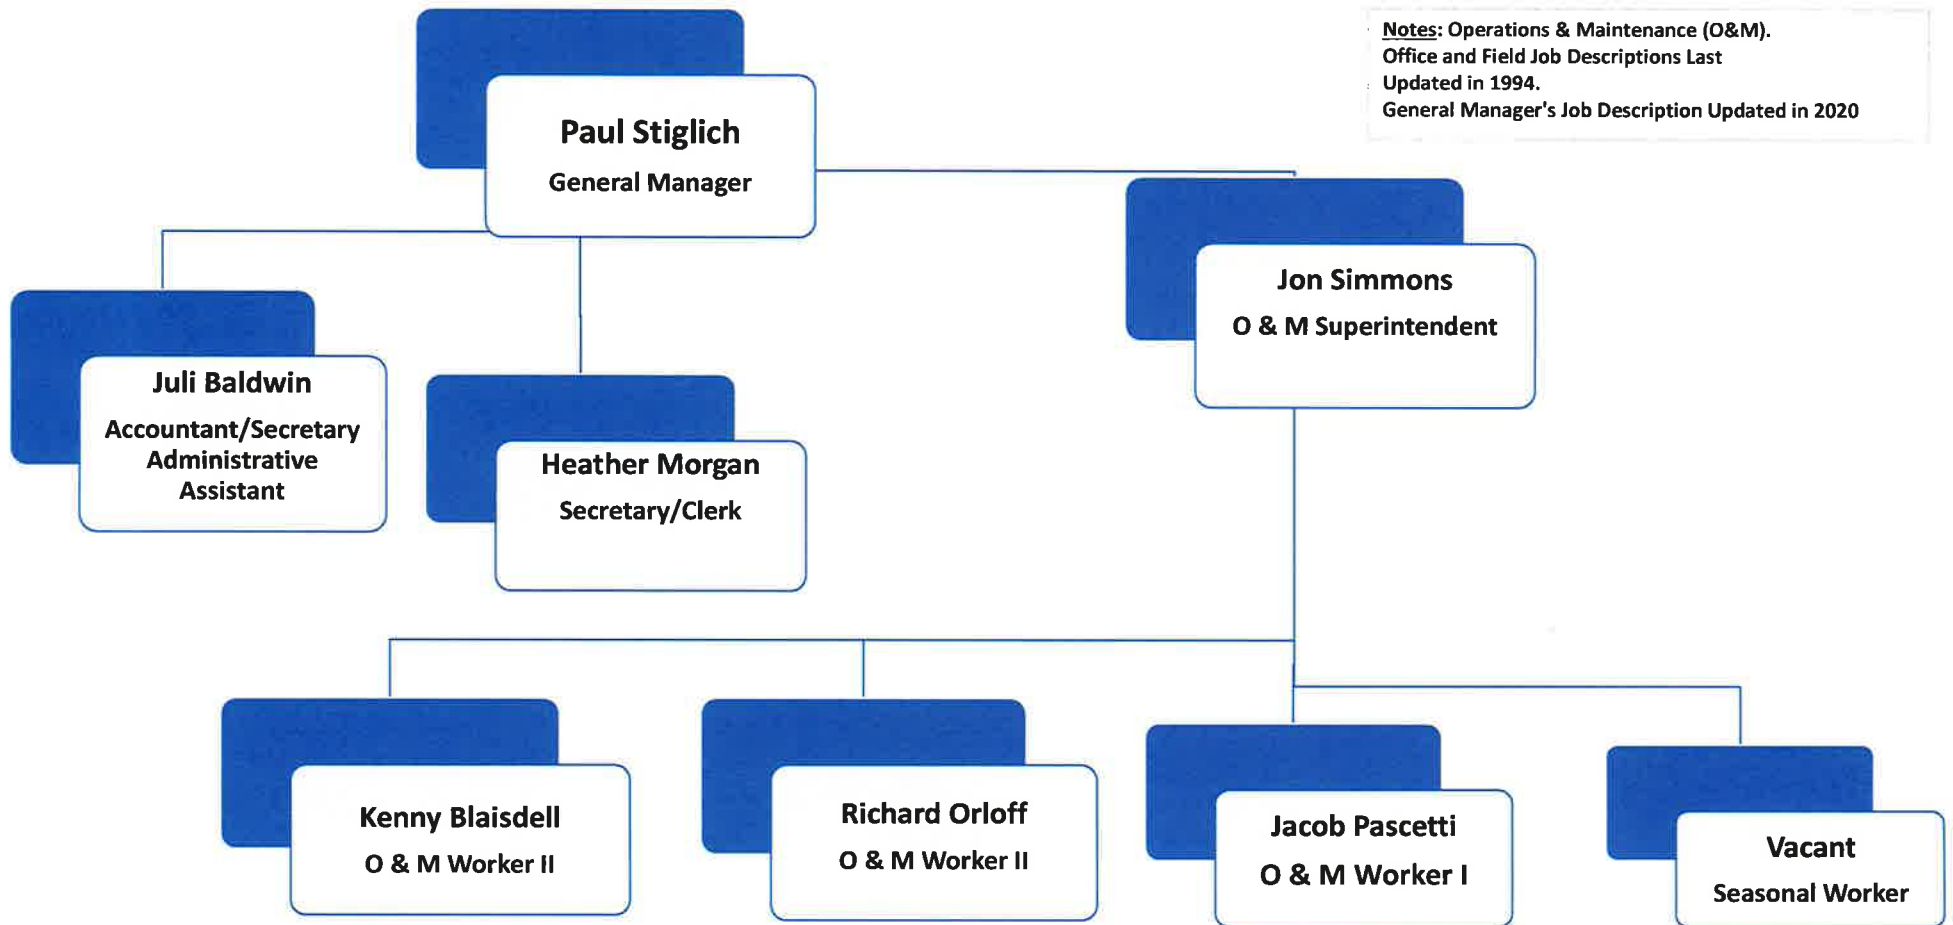 Notes: Operations & Maintenance (O&M).
Office and Field Job Descriptions Last
Updated in 1994.
General Manager's Job Description Updated in 2020
Paul Stiglich
General Manager
Jon Simmons
O & M Superintendent
Juli Baldwin
Accountant/Secretary
Administrative
Assistant
Heather Morgan
Secretary/Clerk
Kenny Blaisdell
O & M Worker II
Richard Orloff
O & M Worker II
Jacob Pascetti
O & M Worker I
Vacant
Seasonal Worker